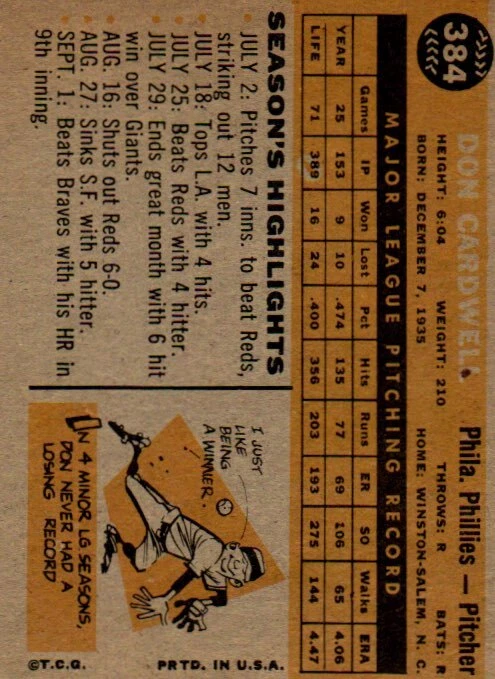 384
DON CARDWELL
Phila. Phillies — Pitcher
HEIGHT: 6:04 WEIGHT: 210 THROWS: R BATS: R
BORN: DECEMBER 7, 1935 HOME: WINSTON-SALEM, N. C.
MAJOR LEAGUE PITCHING RECORD
Games IP Won Lost Pct Hits Runs ER SO Walks ERA
YEAR 25 153 9 10 .474 135 77 69 106 65 4.06
LIFE 71 389 16 24 .400 356 203 193 275 144 4.47
SEASON'S HIGHLIGHTS
JULY 2: Pitches 7 inns. to beat Reds,
striking out 12 men.
JULY 18: Tops L.A. with 4 hits.
JULY 25: Beats Reds with 4 hitter.
JULY 29: Ends great month with 6 hit
win over Giants.
AUG. 16: Shuts out Reds 6-0.
AUG. 27: Sinks S.F. with 5 hitter.
SEPT. 1: Beats Braves with his HR in
9th inning.
I JUST
LIKE
BEING
A WINNER.
IN 4 MINOR LG SEASONS,
DON NEVER HAD A
LOSING RECORD
©T.C.G. PRTD. IN U.S.A.